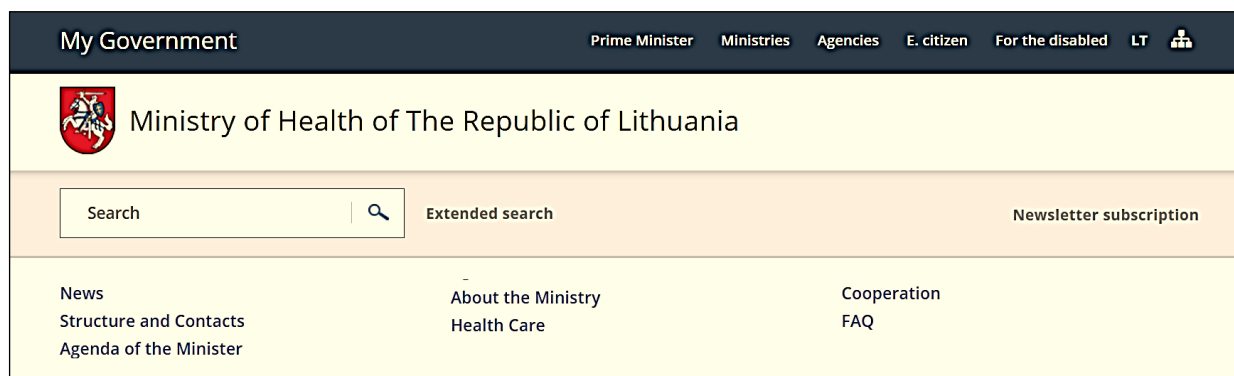 My Government Prime Minister Ministries Agencies E. citizen For the disabled LT
Ministry of Health of The Republic of Lithuania
Search Extended search Newsletter subscription
News
Structure and Contacts
Agenda of the Minister
About the Ministry
Health Care
Cooperation
FAQ